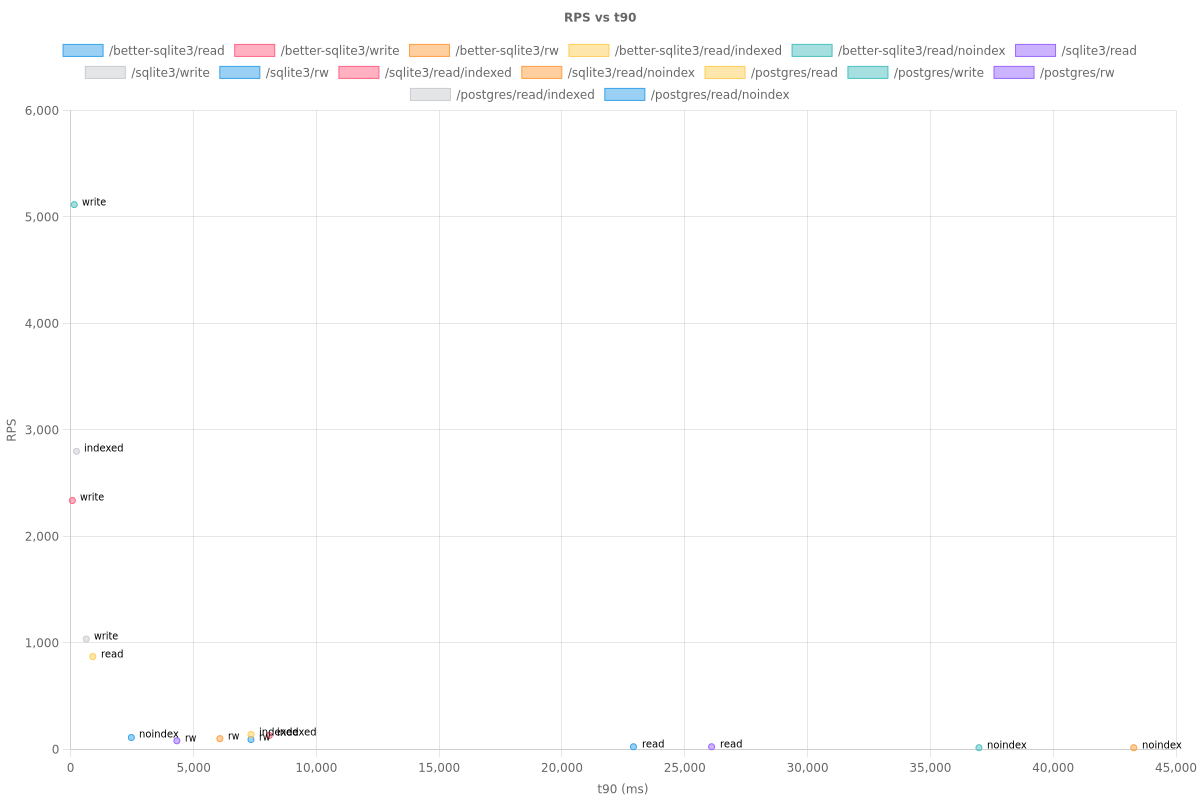 RPS vs t90
/better-sqlite3/read /better-sqlite3/write /better-sqlite3/rw /better-sqlite3/read/indexed /better-sqlite3/read/noindex /sqlite3/read
/sqlite3/write /sqlite3/rw /sqlite3/read/indexed /sqlite3/read/noindex /postgres/read /postgres/write /postgres/rw
/postgres/read/indexed /postgres/read/noindex
6,000
write
5,000
4,000
3,000
RPS
indexed
write
2,000
write
1,000
read
noindex rw rw indexed indexed rw read read noindex noindex
0
0 5,000 10,000 15,000 20,000 25,000 30,000 35,000 40,000 45,000
t90 (ms)